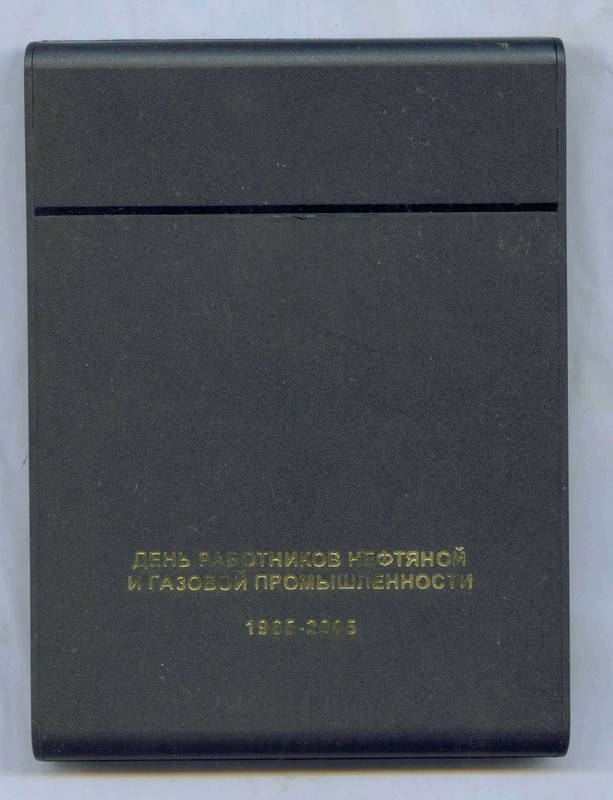 ДЕНЬ РАБОТНИКОВ НЕФТЯНОЙ
И ГАЗОВОЙ ПРОМЫШЛЕННОСТИ
1965-2005